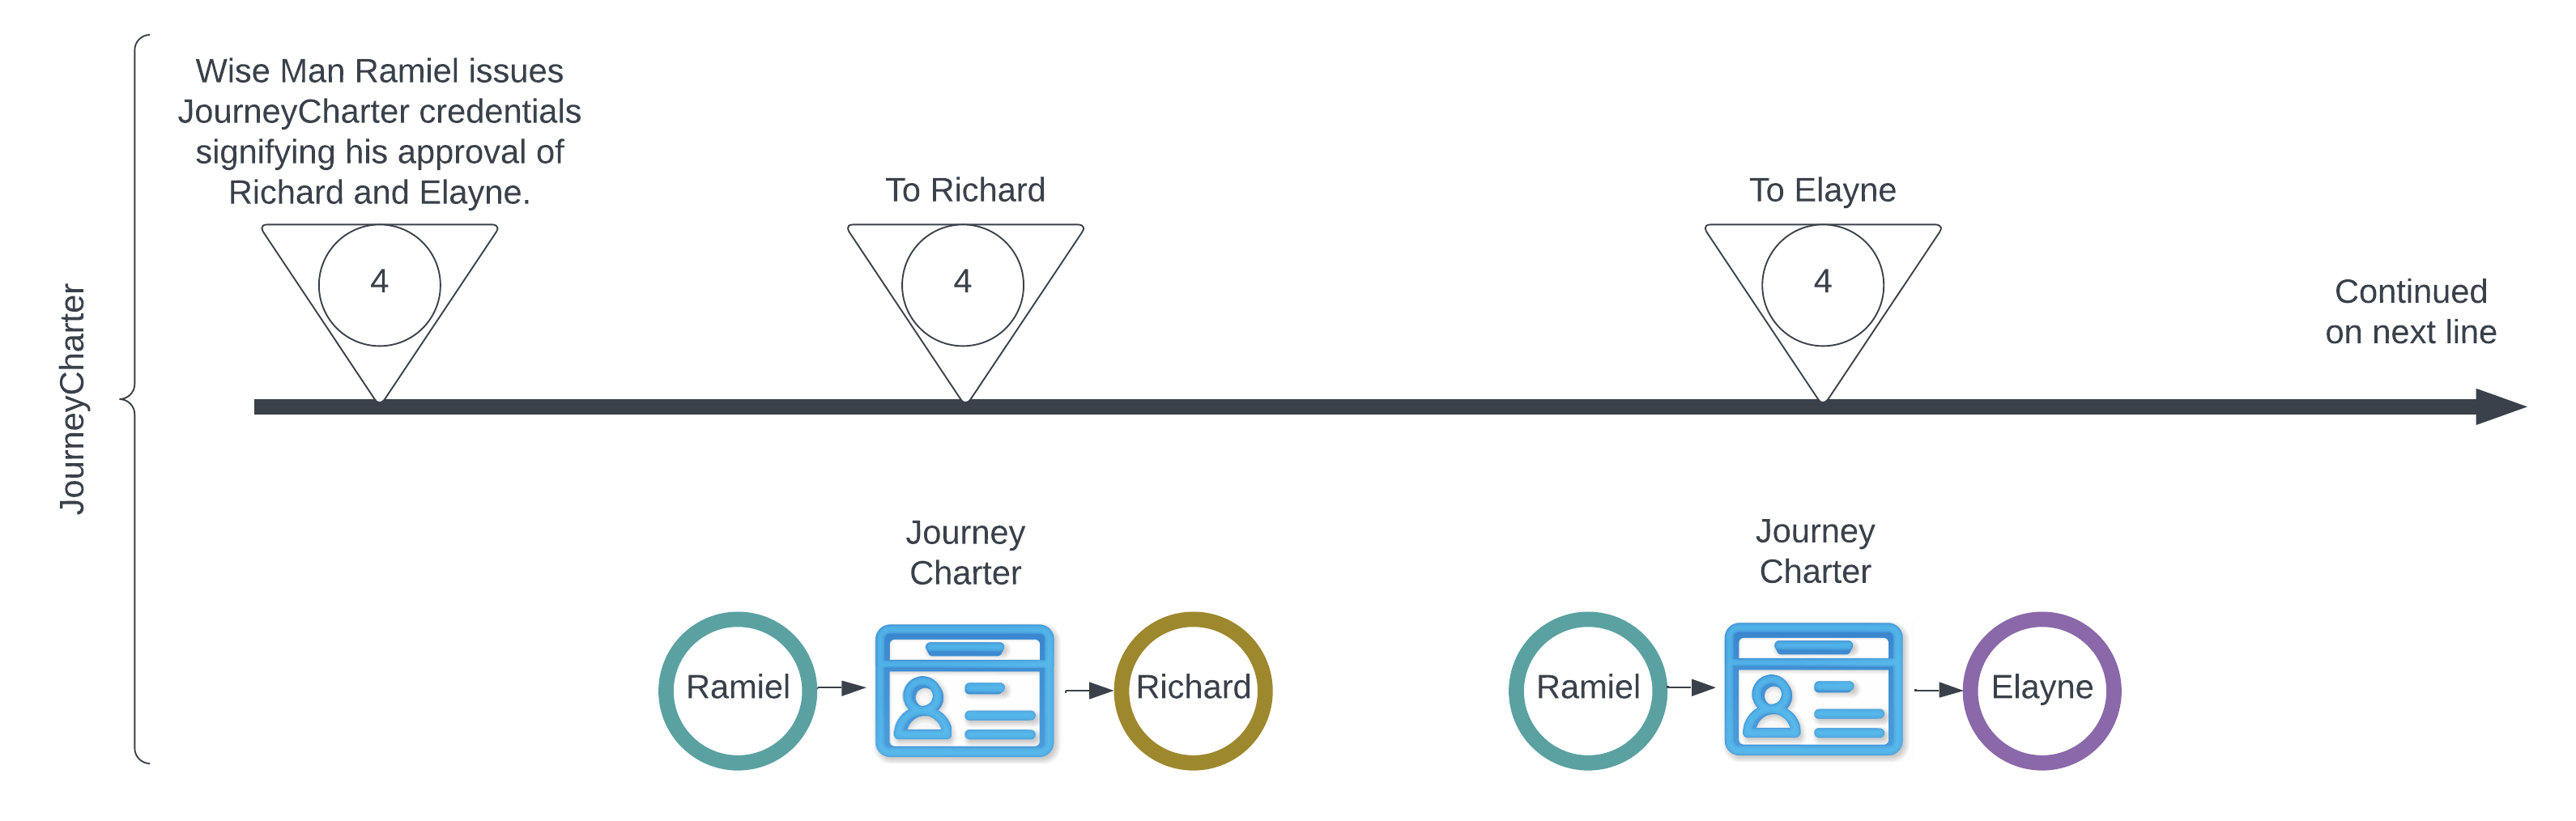 Wise Man Ramiel issues
JourneyCharter credentials
signifying his approval of
Richard and Elayne.
To Richard
To Elayne
4
4
4
Continued
on next line
JourneyCharter
Journey
Charter
Journey
Charter
Ramiel
Richard
Ramiel
Elayne